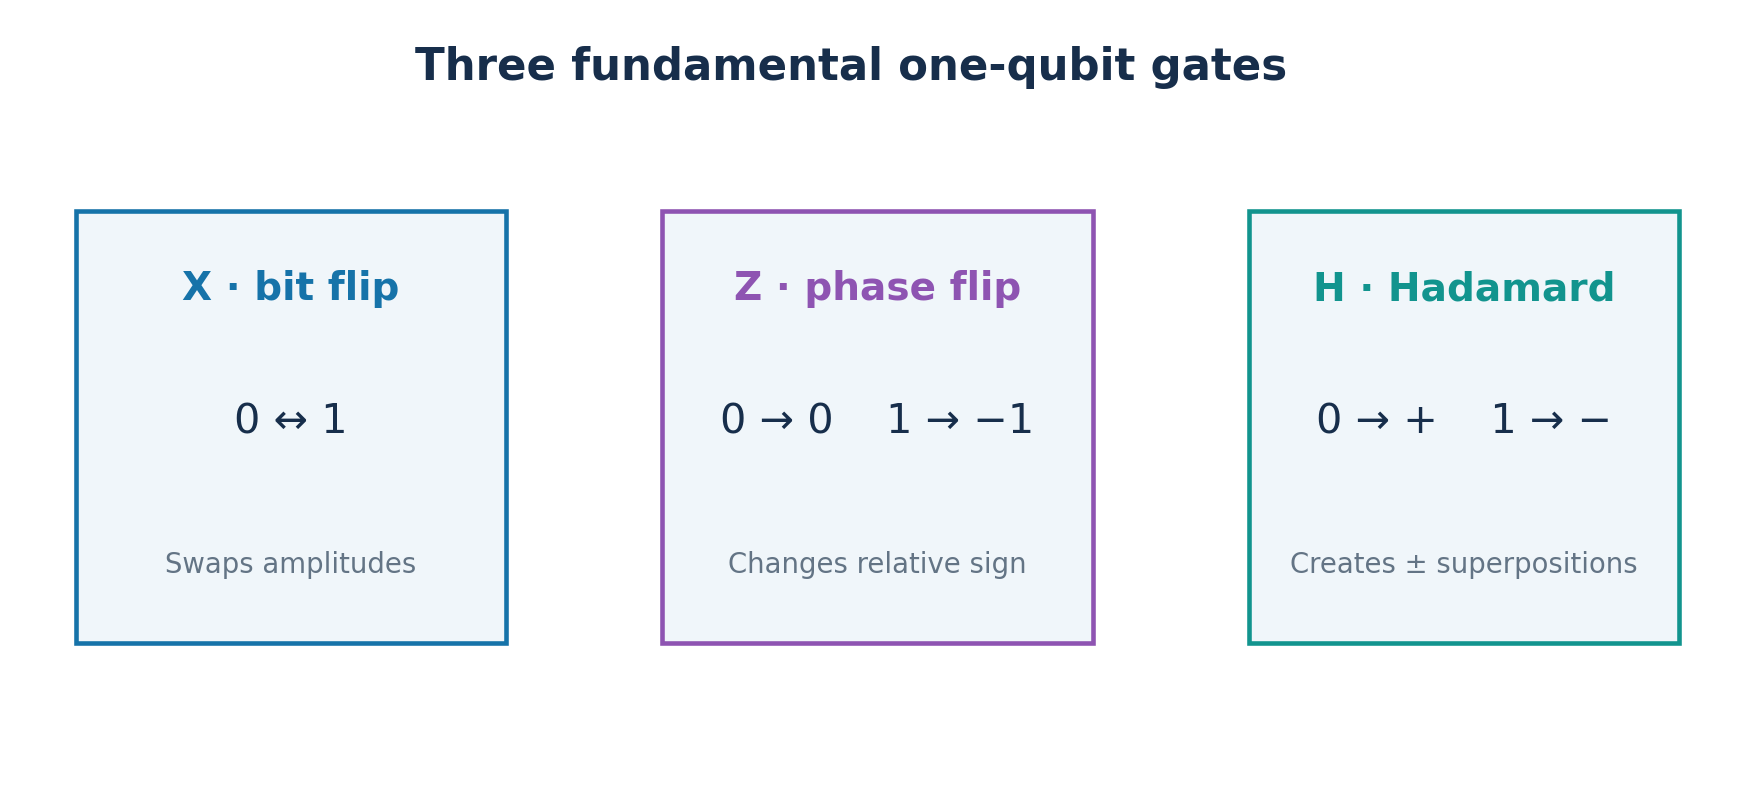 Three fundamental one-qubit gates
X · bit flip
0 ↔ 1
Swaps amplitudes
Z · phase flip
0 → 0    1 → −1
Changes relative sign
H · Hadamard
0 → +    1 → −
Creates ± superpositions